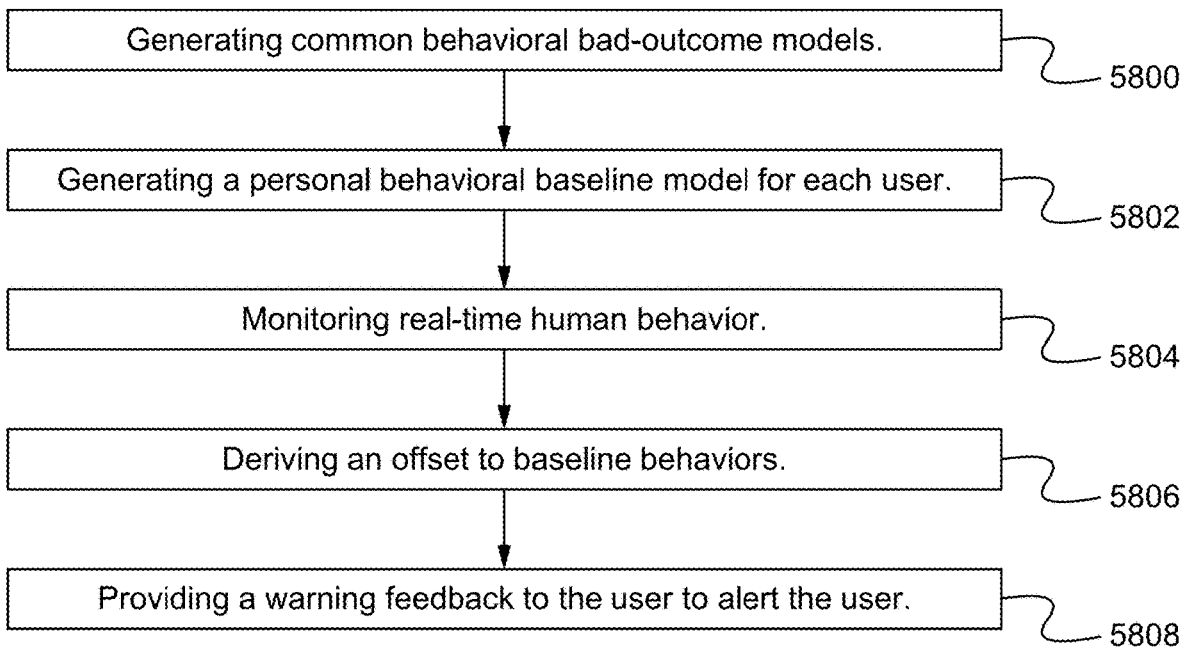 Generating common behavioral bad-outcome models.
5800
Generating a personal behavioral baseline model for each user.
5802
Monitoring real-time human behavior.
5804
Deriving an offset to baseline behaviors.
5806
Providing a warning feedback to the user to alert the user.
5808